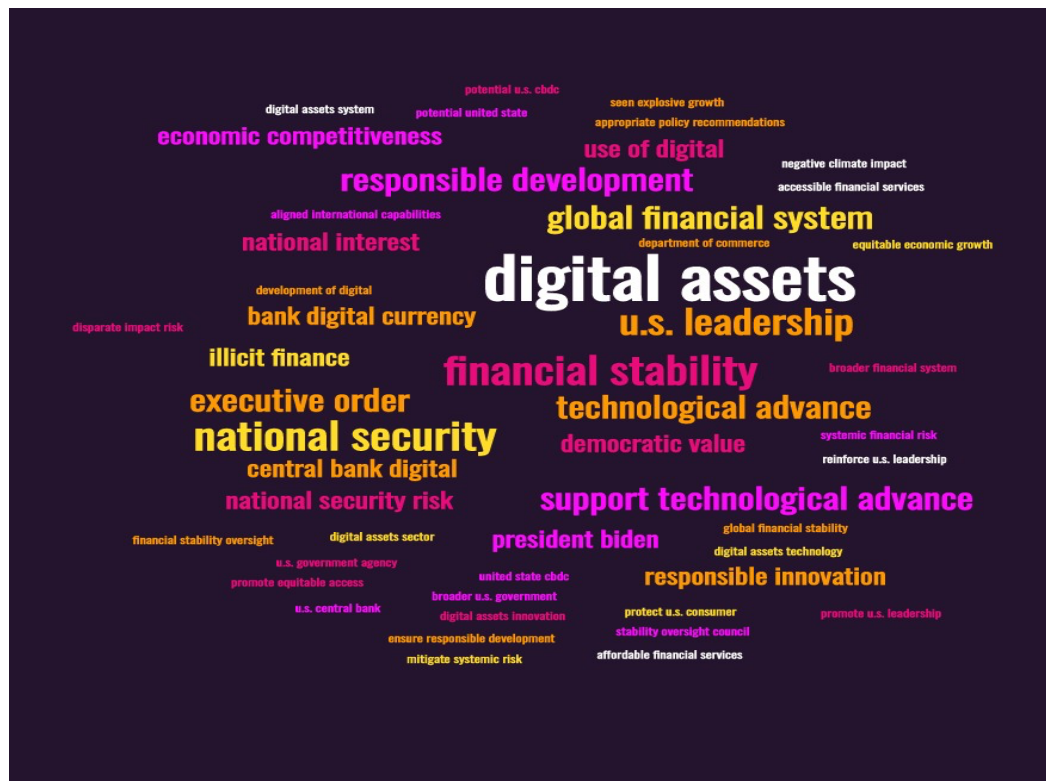 potential u.s. cbdc
seen explosive growth
digital assets system
potential united state
appropriate policy recommendations
economic competitiveness
use of digital
negative climate impact
responsible development
accessible financial services
aligned international capabilities
global financial system
national interest
department of commerce
equitable economic growth
digital assets
development of digital
bank digital currency
u.s. leadership
disparate impact risk
illicit finance
financial stability
broader financial system
executive order
technological advance
national security
democratic value
systemic financial risk
reinforce u.s. leadership
central bank digital
national security risk
support technological advance
global financial stability
financial stability oversight
digital assets sector
president biden
digital assets technology
u.s. government agency
promote equitable access
united state cbdc
responsible innovation
broader u.s. government
u.s. central bank
digital assets innovation
protect u.s. consumer
promote u.s. leadership
stability oversight council
ensure responsible development
mitigate systemic risk
affordable financial services